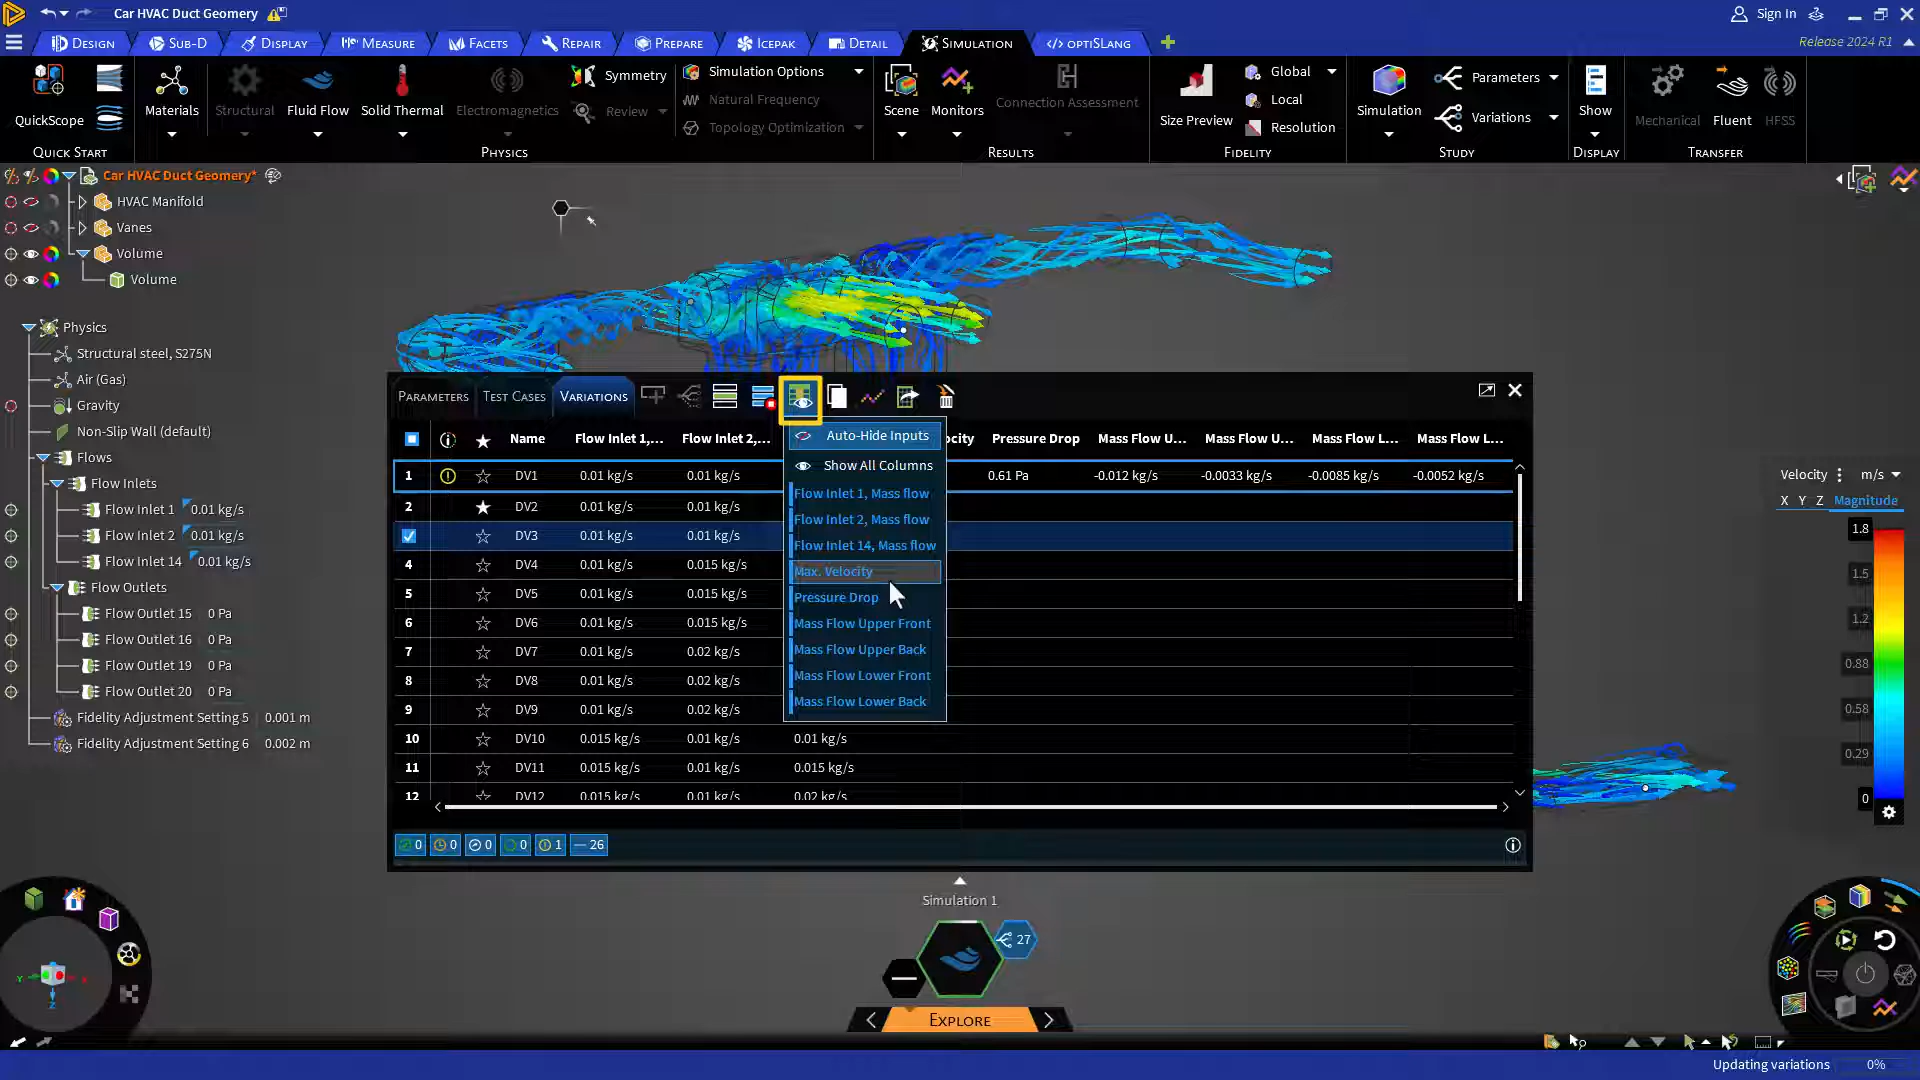 Car HVAC Duct Geometry
Sign In
Design
Sub-D
Display
Measure
Facets
Repair
Prepare
Icepak
Detail
Simulation
optiSLang
Release 2024 R1
QuickScope
Materials
Structural
Fluid Flow
Solid Thermal
Electromagnetics
Symmetry
Review
Simulation Options
Natural Frequency
Topology Optimization
Scene
Monitors
Connection Assessment
Size Preview
Global
Local
Resolution
Simulation
Parameters
Variations
Show
Mechanical
Fluent
HFSS
Quick Start
Physics
Results
Fidelity
Study
Display
Transfer
Car HVAC Duct Geometry*
HVAC Manifold
Vanes
Volume
Volume
Physics
Structural steel, S275N
Air (Gas)
Gravity
Non-Slip Wall (default)
Flows
Flow Inlets
Flow Inlet 1 0.01 kg/s
Flow Inlet 2 0.01 kg/s
Flow Inlet 14 0.01 kg/s
Flow Outlets
Flow Outlet 15 0 Pa
Flow Outlet 16 0 Pa
Flow Outlet 19 0 Pa
Flow Outlet 20 0 Pa
Fidelity Adjustment Setting 5 0.001 m
Fidelity Adjustment Setting 6 0.002 m
Parameters Test Cases Variations
Name Flow Inlet 1,... Flow Inlet 2,... ocity Pressure Drop Mass Flow U... Mass Flow U... Mass Flow L... Mass Flow L...
1 DV1 0.01 kg/s 0.01 kg/s 0.61 Pa -0.012 kg/s -0.0033 kg/s -0.0085 kg/s -0.0052 kg/s
2 DV2 0.01 kg/s 0.01 kg/s
DV3 0.01 kg/s 0.01 kg/s
4 DV4 0.01 kg/s 0.015 kg/s
5 DV5 0.01 kg/s 0.015 kg/s
6 DV6 0.01 kg/s 0.015 kg/s
7 DV7 0.01 kg/s 0.02 kg/s
8 DV8 0.01 kg/s 0.02 kg/s
9 DV9 0.01 kg/s 0.02 kg/s
10 DV10 0.015 kg/s 0.01 kg/s 0.01 kg/s
11 DV11 0.015 kg/s 0.01 kg/s 0.015 kg/s
12 DV12 0.015 kg/s 0.01 kg/s 0.02 kg/s
Auto-Hide Inputs
Show All Columns
Flow Inlet 1, Mass flow
Flow Inlet 2, Mass flow
Flow Inlet 14, Mass flow
Max. Velocity
Pressure Drop
Mass Flow Upper Front
Mass Flow Upper Back
Mass Flow Lower Front
Mass Flow Lower Back
0 0 0 0 1 26
Velocity m/s
X Y Z Magnitude
1.8
1.5
1.2
0.88
0.58
0.29
0
Simulation 1
27
Explore
Y X
Z
Updating variations 0%